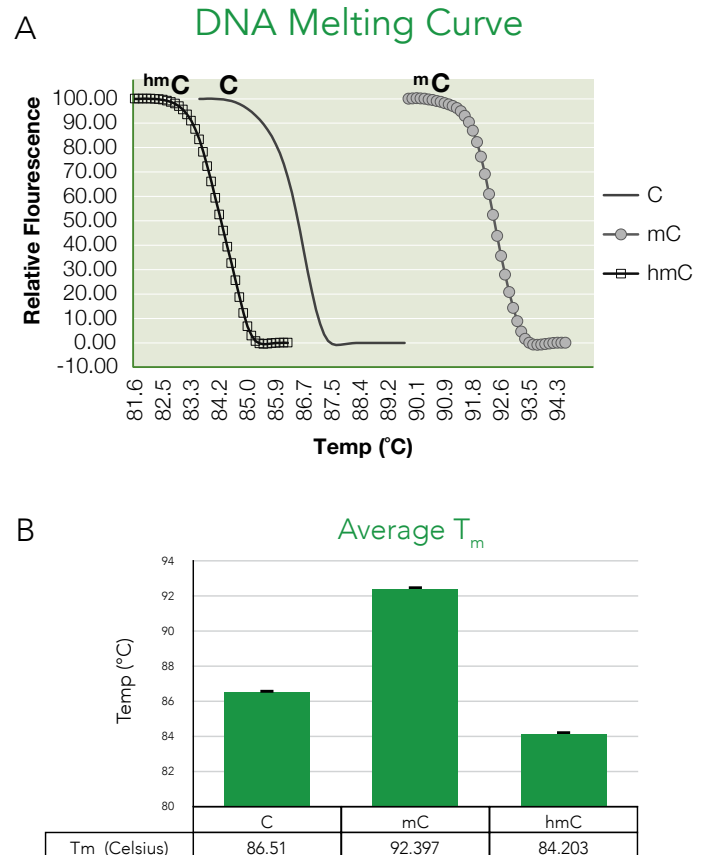 A
DNA Melting Curve
hmC C mC
Relative Flourescence
100.00
90.00
80.00
70.00
60.00
50.00
40.00
30.00
20.00
10.00
0.00
-10.00
C
mC
hmC
81.6 82.5 83.3 84.2 85.0 85.9 86.7 87.5 88.4 89.2 90.1 90.9 91.8 92.6 93.5 94.3
Temp (°C)
B
Average Tm
Temp (°C)
94
92
90
88
86
84
82
80
C mC hmC
Tm (Celsius) 86.51 92.397 84.203